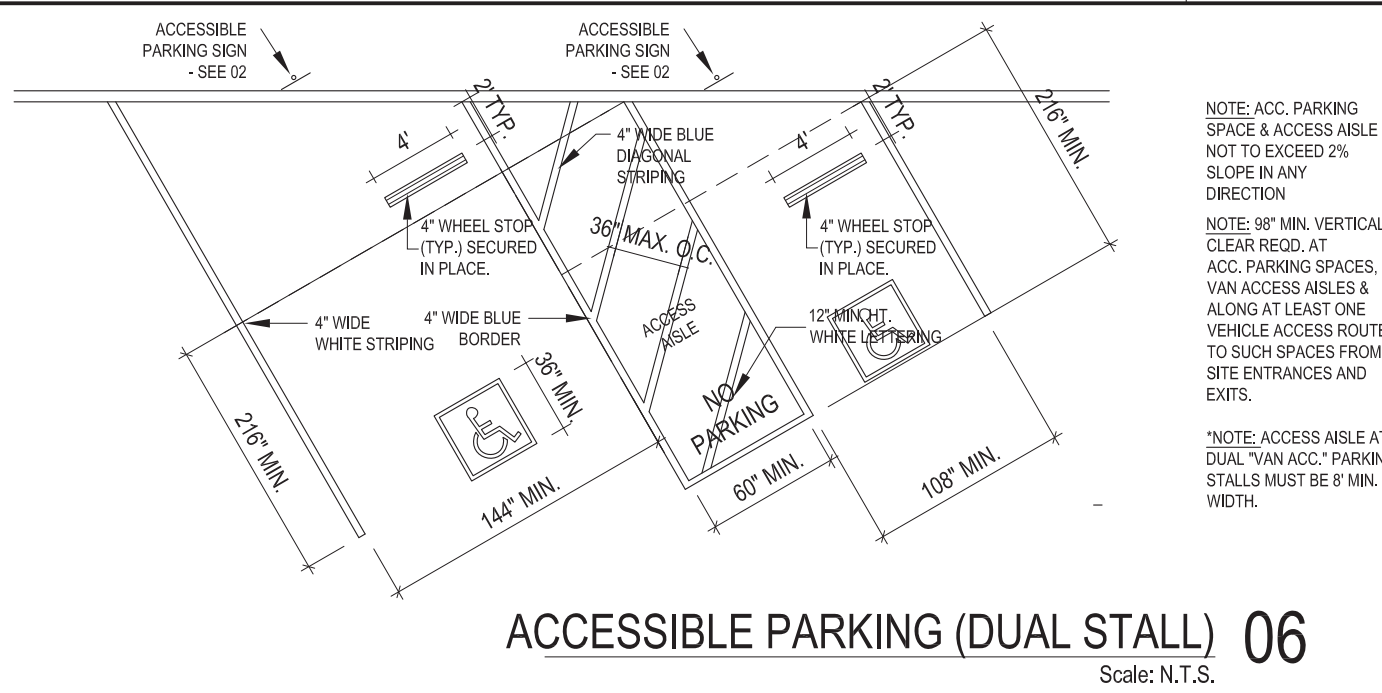 ACCESSIBLE
PARKING SIGN
- SEE 02
ACCESSIBLE
PARKING SIGN
- SEE 02
2' TYP.
4'
4" WIDE BLUE
DIAGONAL
STRIPING
2' TYP.
4'
216" MIN.
4" WHEEL STOP
(TYP.) SECURED
IN PLACE.
36" MAX. O.C.
4" WHEEL STOP
(TYP.) SECURED
IN PLACE.
4" WIDE
WHITE STRIPING
4" WIDE BLUE
BORDER
ACCESS
AISLE
12" MIN. HT.
WHITE LETTERING
36" MIN.
NO
PARKING
216" MIN.
144" MIN.
60" MIN.
108" MIN.
NOTE: ACC. PARKING
SPACE & ACCESS AISLE
NOT TO EXCEED 2%
SLOPE IN ANY
DIRECTION
NOTE: 98" MIN. VERTICAL
CLEAR REQD. AT
ACC. PARKING SPACES,
VAN ACCESS AISLES &
ALONG AT LEAST ONE
VEHICLE ACCESS ROUTE
TO SUCH SPACES FROM
SITE ENTRANCES AND
EXITS.
*NOTE: ACCESS AISLE AT
DUAL "VAN ACC." PARKIN
STALLS MUST BE 8' MIN.
WIDTH.
ACCESSIBLE PARKING (DUAL STALL) 06
Scale: N.T.S.